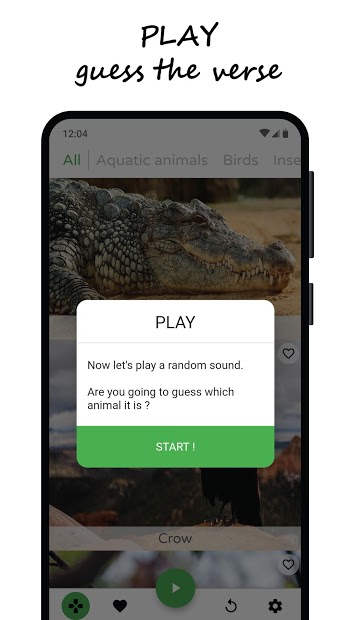 PLAY
guess the verse
12:04
All Aquatic animals Birds Inse
PLAY
Now let's play a random sound.
Are you going to guess which
animal it is ?
START !
Crow